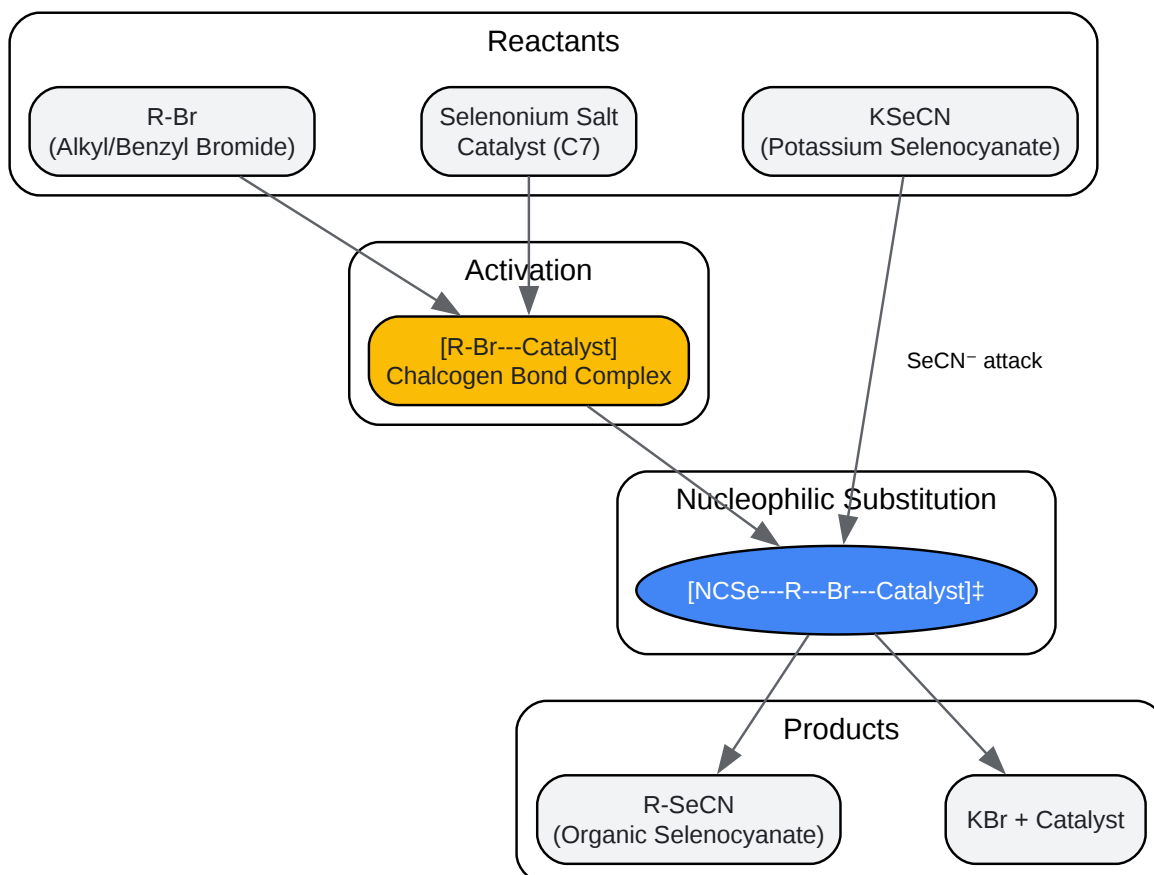 Reactants
R-Br
(Alkyl/Benzyl Bromide)
Selenonium Salt
Catalyst (C7)
KSeCN
(Potassium Selenocyanate)
Activation
[R-Br---Catalyst]
Chalcogen Bond Complex
SeCN⁻ attack
Nucleophilic Substitution
[NCSe---R---Br---Catalyst]‡
Products
R-SeCN
(Organic Selenocyanate)
KBr + Catalyst